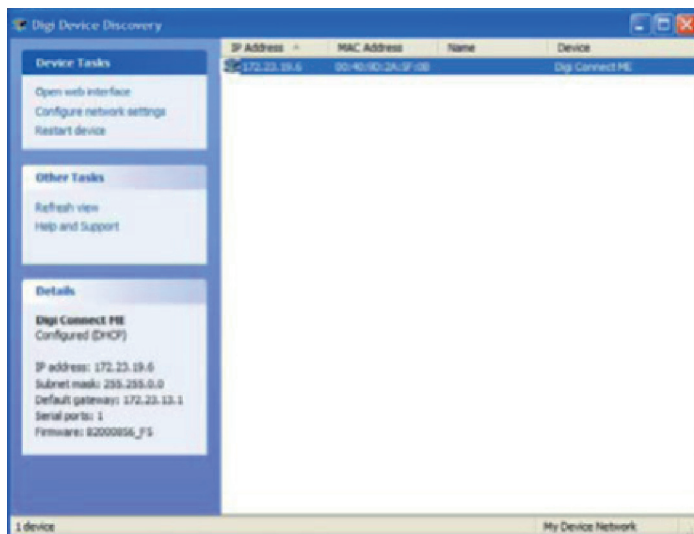 Digi Device Discovery
Device Tasks
Open web interface
Configure network settings
Restart device
Other Tasks
Refresh view
Help and Support
Details
Digi Connect ME
Configured (DHCP)
IP address: 172.23.19.6
Subnet mask: 255.255.0.0
Default gateway: 172.23.13.1
Serial ports: 1
Firmware:
IP Address MAC Address Name Device
172.23.19.6 Digi Connect ME
1 device My Device Network